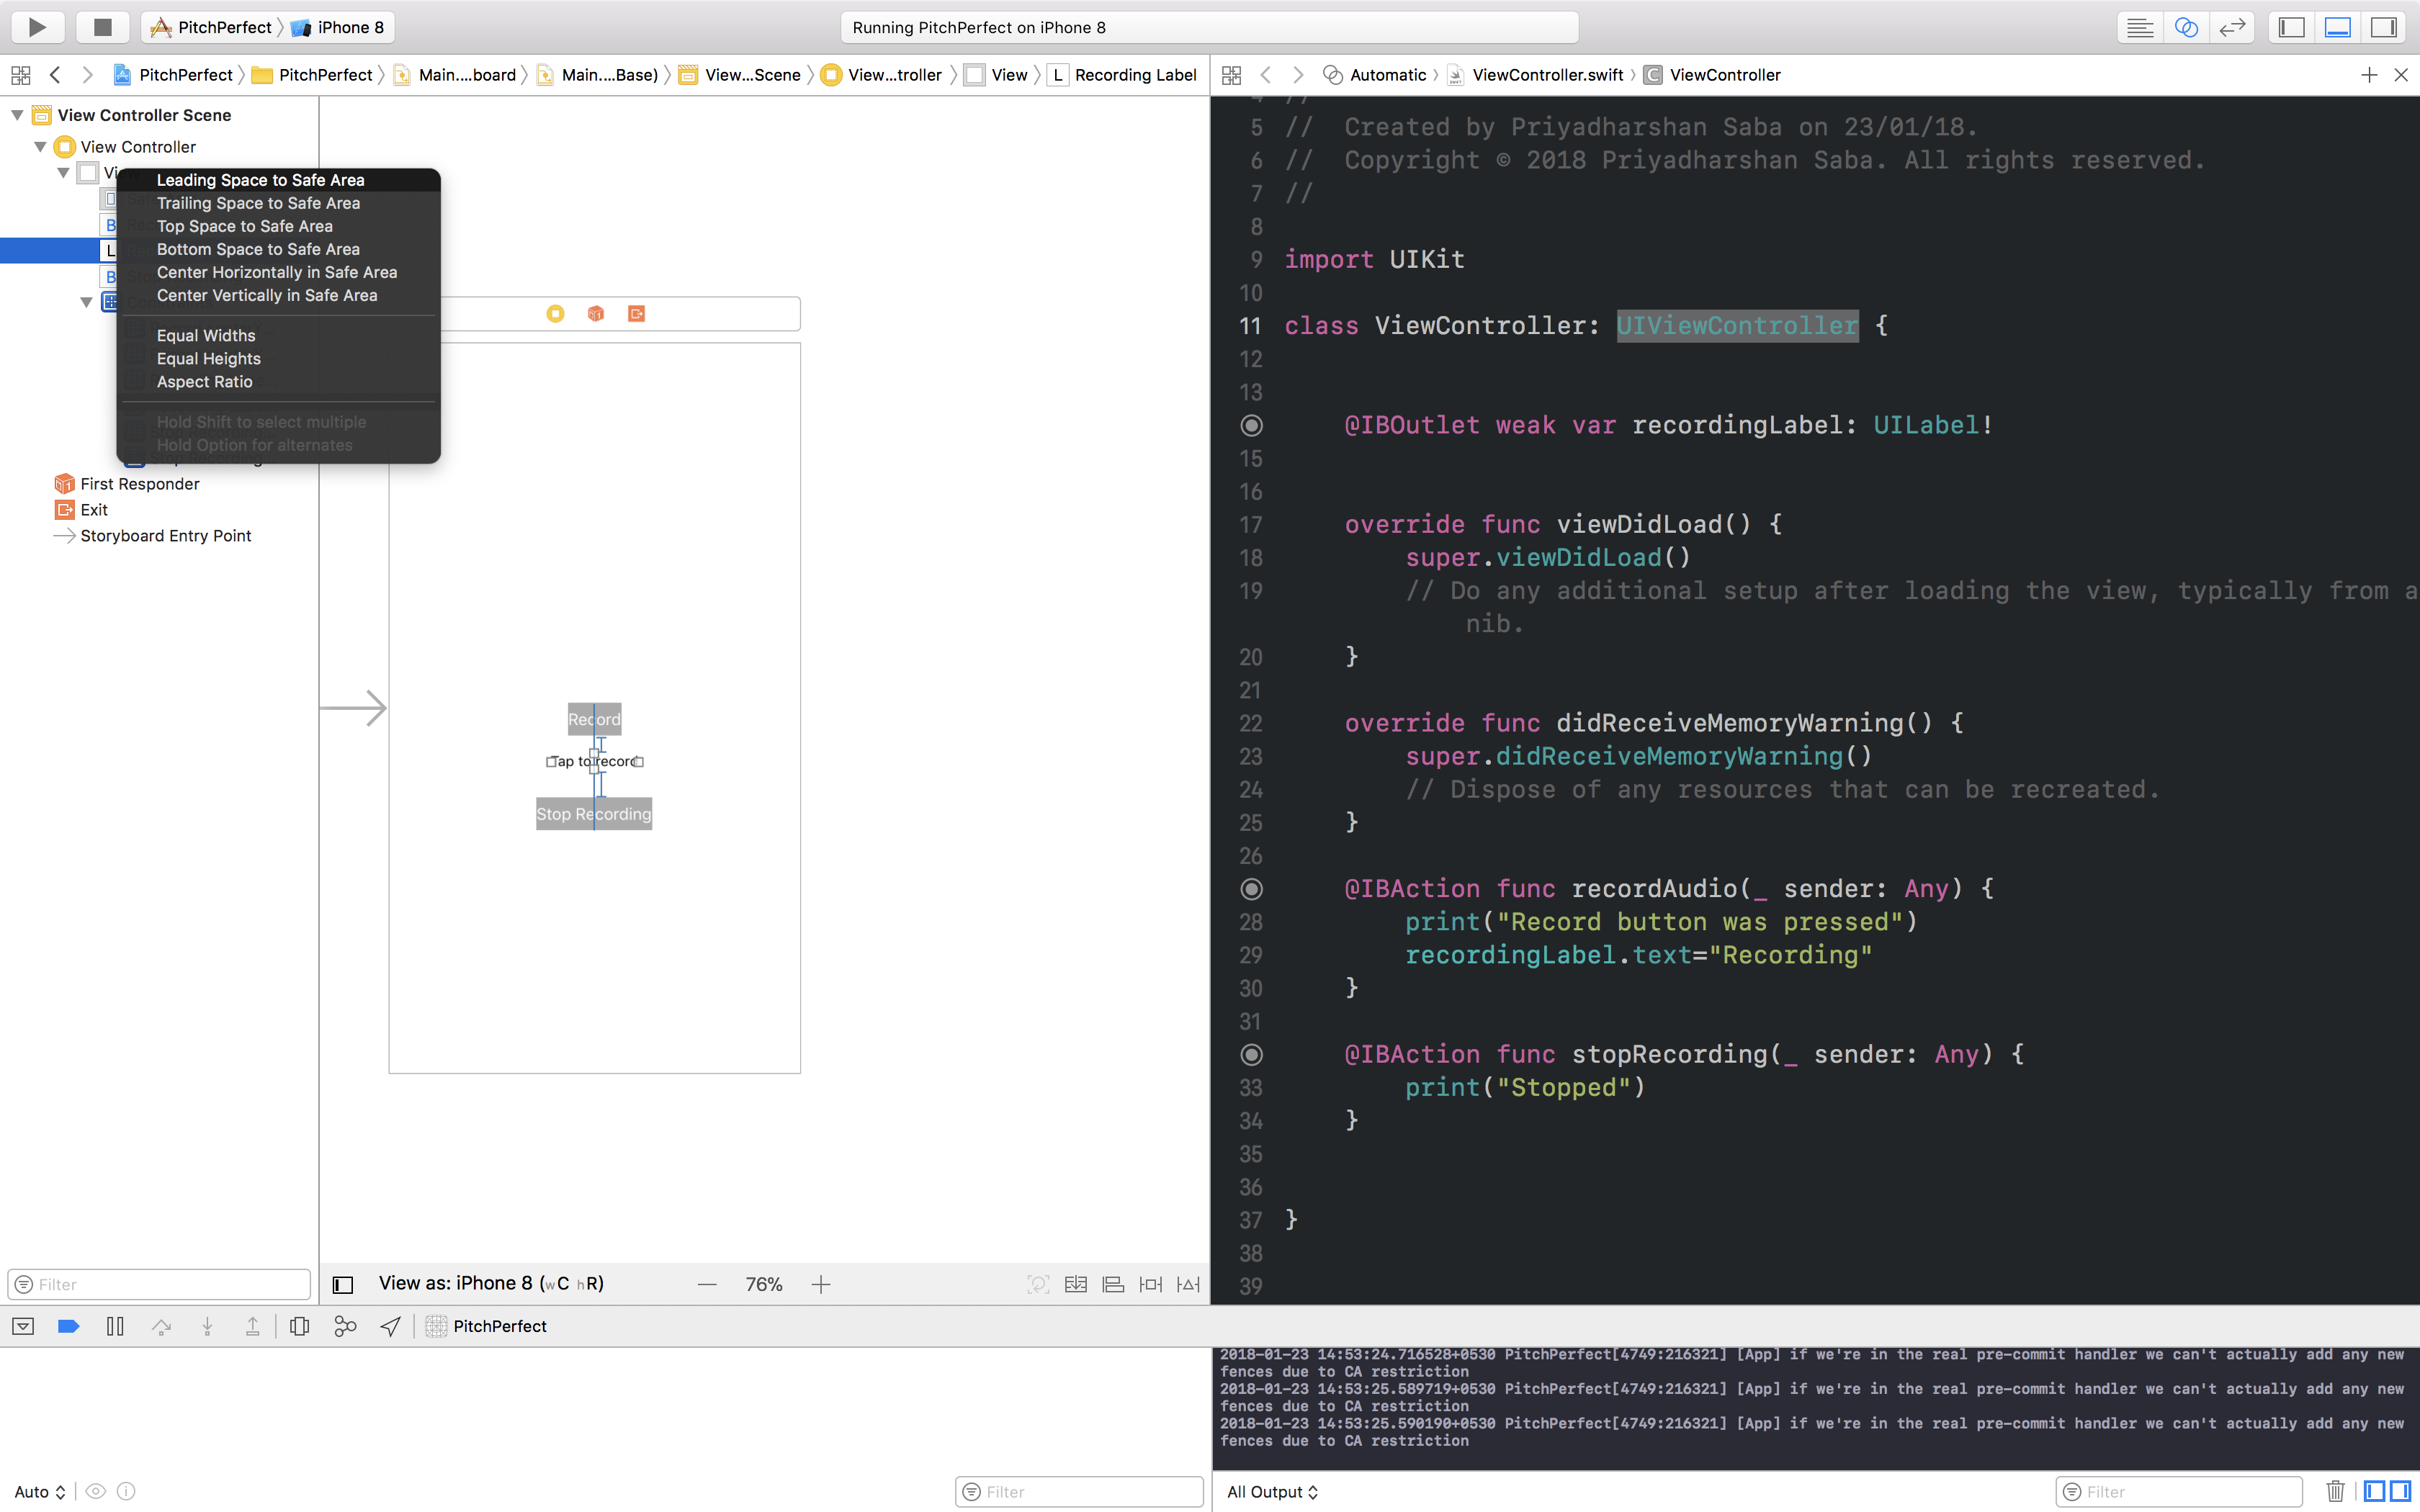 PitchPerfect iPhone 8
Running PitchPerfect on iPhone 8
PitchPerfect PitchPerfect Main....board Main....Base) View...Scene View...troller View L Recording Label
Automatic ViewController.swift C ViewController
View Controller Scene
View Controller
Leading Space to Safe Area
Trailing Space to Safe Area
Top Space to Safe Area
Bottom Space to Safe Area
Center Horizontally in Safe Area
Center Vertically in Safe Area
Equal Widths
Equal Heights
Aspect Ratio
Hold Shift to select multiple
Hold Option for alternates
B
L
B
First Responder
Exit
Storyboard Entry Point
Record
Tap to record
Stop Recording
Filter
View as: iPhone 8 (wC hR)
76%
5 //  Created by Priyadharshan Saba on 23/01/18.
6 //  Copyright © 2018 Priyadharshan Saba. All rights reserved.
7 //
8
9 import UIKit
10
11 class ViewController: UIViewController {
12
13
@IBOutlet weak var recordingLabel: UILabel!
15
16
17 override func viewDidLoad() {
18 super.viewDidLoad()
19 // Do any additional setup after loading the view, typically from a
nib.
20 }
21
22 override func didReceiveMemoryWarning() {
23 super.didReceiveMemoryWarning()
24 // Dispose of any resources that can be recreated.
25 }
26
@IBAction func recordAudio(_ sender: Any) {
28 print("Record button was pressed")
29 recordingLabel.text="Recording"
30 }
31
@IBAction func stopRecording(_ sender: Any) {
33 print("Stopped")
34 }
35
36
37 }
38
39
PitchPerfect
2018-01-23 14:53:24.716528+0530 PitchPerfect[4749:216321] [App] if we're in the real pre-commit handler we can't actually add any new
fences due to CA restriction
2018-01-23 14:53:25.589719+0530 PitchPerfect[4749:216321] [App] if we're in the real pre-commit handler we can't actually add any new
fences due to CA restriction
2018-01-23 14:53:25.590190+0530 PitchPerfect[4749:216321] [App] if we're in the real pre-commit handler we can't actually add any new
fences due to CA restriction
Auto
Filter
All Output
Filter